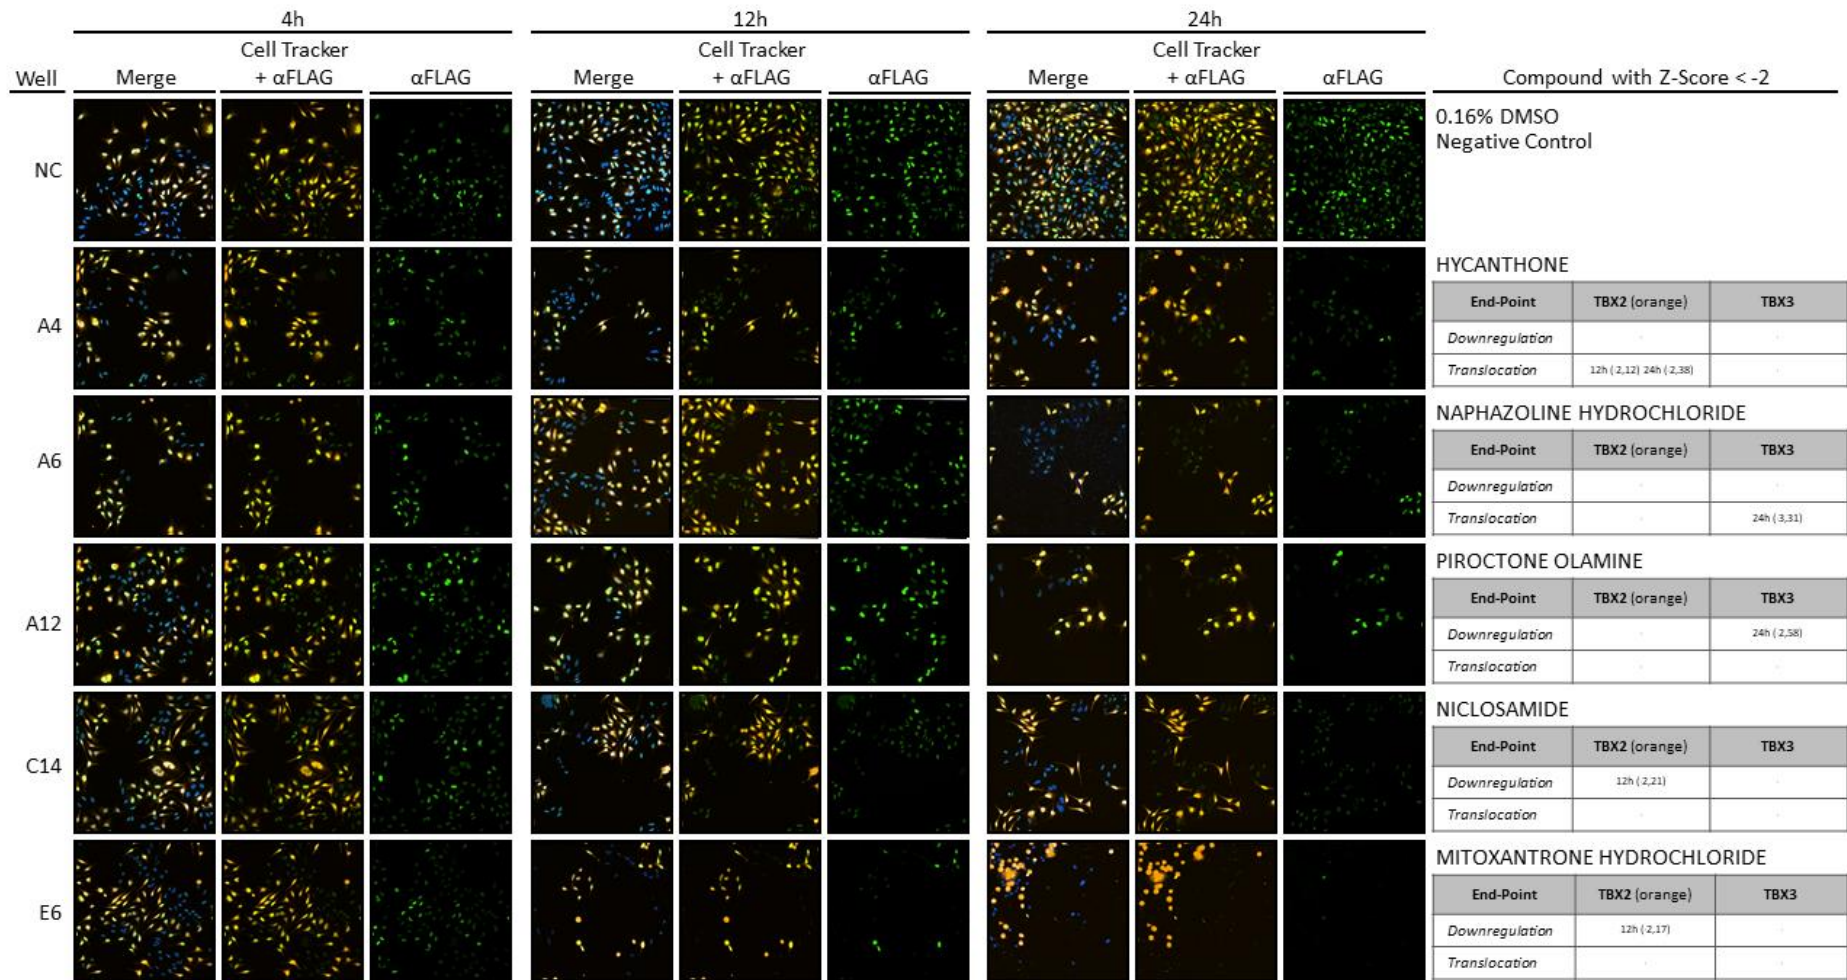 4h 12h 24h
Cell Tracker Cell Tracker Cell Tracker
Well Merge + αFLAG αFLAG Merge + αFLAG αFLAG Merge + αFLAG αFLAG Compound with Z-Score < -2
NC
0.16% DMSO
Negative Control
A4
HYCANTHONE
End-Point TBX2 (orange) TBX3
Downregulation - -
Translocation 12h (-2,12) 24h (-2,38) -
A6
NAPHAZOLINE HYDROCHLORIDE
End-Point TBX2 (orange) TBX3
Downregulation - -
Translocation - 24h (-3,31)
A12
PIROCTONE OLAMINE
End-Point TBX2 (orange) TBX3
Downregulation - 24h (-2,58)
Translocation - -
C14
NICLOSAMIDE
End-Point TBX2 (orange) TBX3
Downregulation 12h (-2,21) -
Translocation - -
E6
MITOXANTRONE HYDROCHLORIDE
End-Point TBX2 (orange) TBX3
Downregulation 12h (-2,17) -
Translocation - -